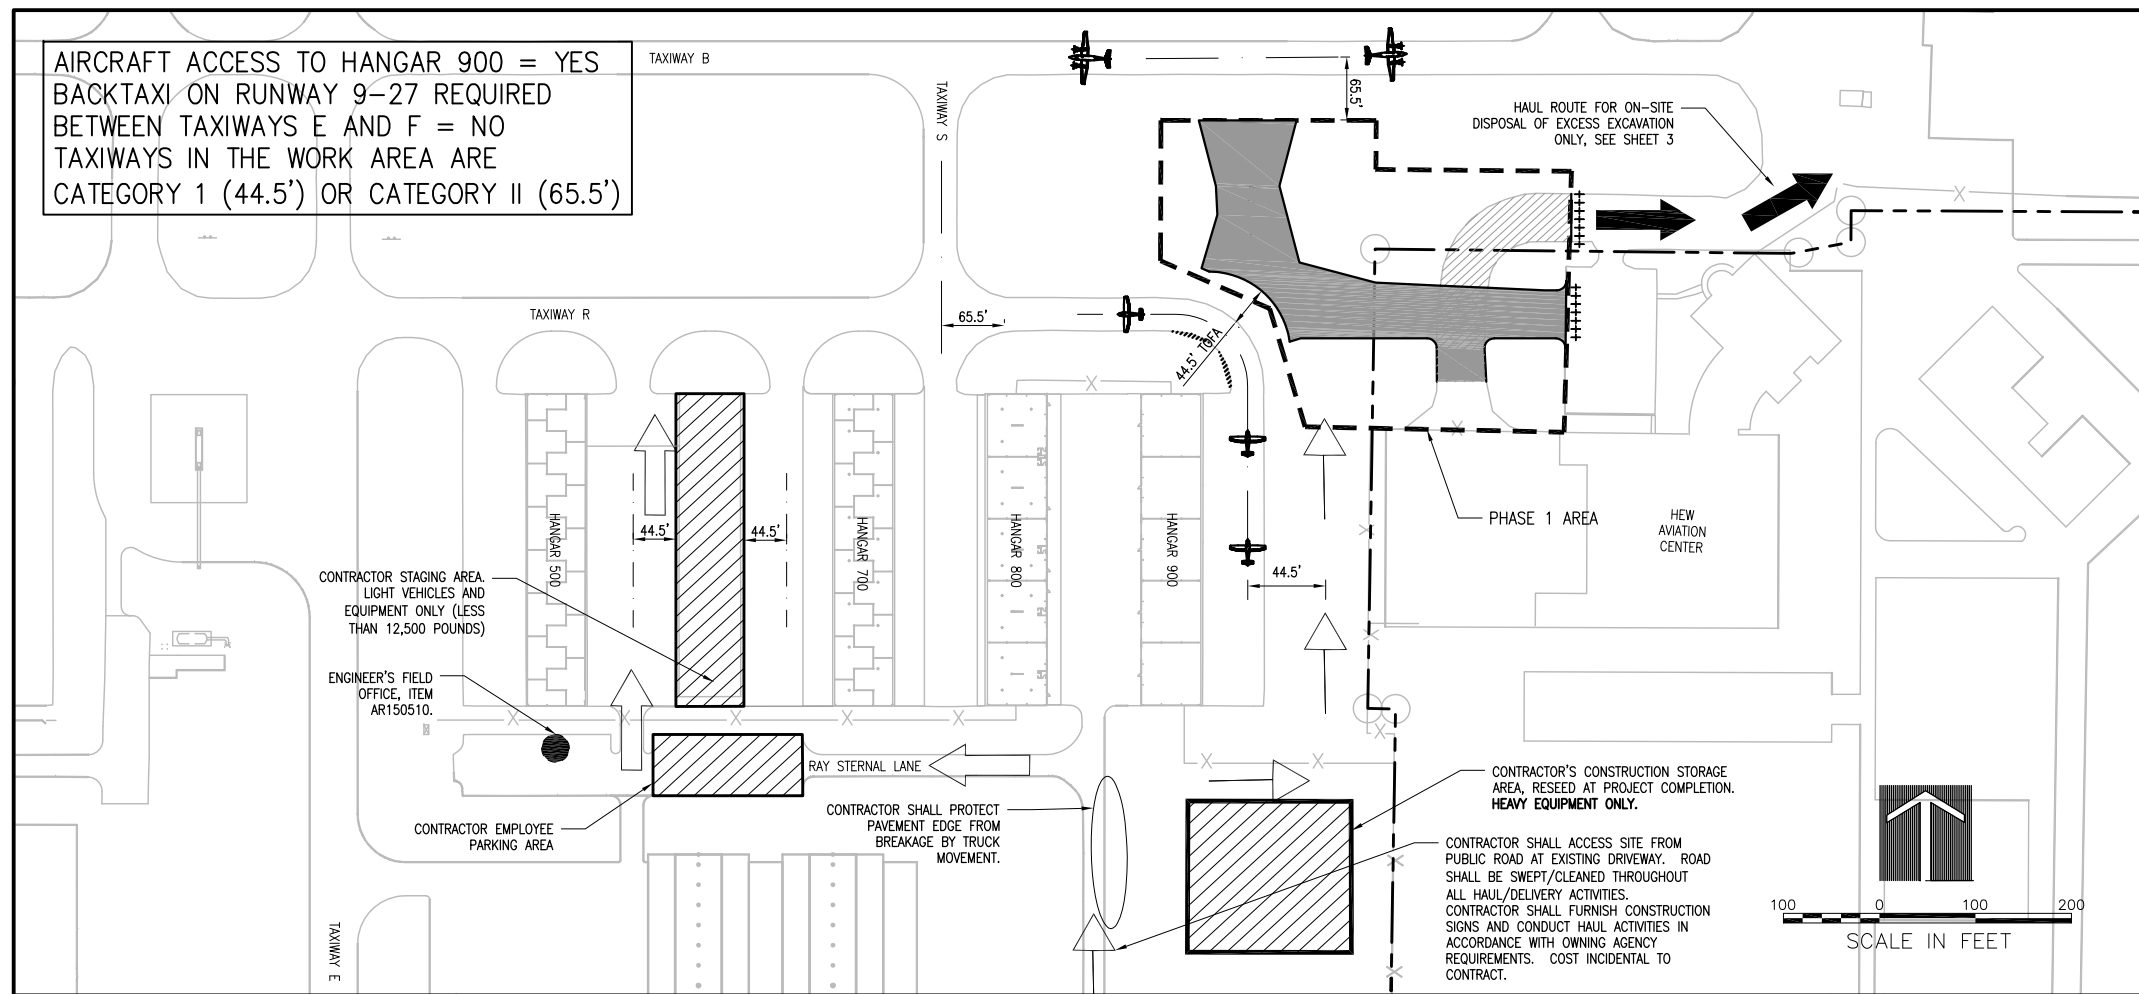 AIRCRAFT ACCESS TO HANGAR 900 = YES
BACKTAXI ON RUNWAY 9-27 REQUIRED
BETWEEN TAXIWAYS E AND F = NO
TAXIWAYS IN THE WORK AREA ARE
CATEGORY 1 (44.5') OR CATEGORY II (65.5')
TAXIWAY B
TAXIWAY S
65.5'
HAUL ROUTE FOR ON-SITE
DISPOSAL OF EXCESS EXCAVATION
ONLY, SEE SHEET 3
TAXIWAY R
65.5'
44.5' TOFA
44.5'
44.5'
HANGAR 500
HANGAR 700
HANGAR 800
HANGAR 900
44.5'
PHASE 1 AREA
HEW
AVIATION
CENTER
CONTRACTOR STAGING AREA.
LIGHT VEHICLES AND
EQUIPMENT ONLY (LESS
THAN 12,500 POUNDS)
ENGINEER'S FIELD
OFFICE, ITEM
AR150510.
RAY STERNAL LANE
CONTRACTOR EMPLOYEE
PARKING AREA
CONTRACTOR SHALL PROTECT
PAVEMENT EDGE FROM
BREAKAGE BY TRUCK
MOVEMENT.
CONTRACTOR'S CONSTRUCTION STORAGE
AREA, RESEED AT PROJECT COMPLETION.
HEAVY EQUIPMENT ONLY.
CONTRACTOR SHALL ACCESS SITE FROM
PUBLIC ROAD AT EXISTING DRIVEWAY. ROAD
SHALL BE SWEPT/CLEANED THROUGHOUT
ALL HAUL/DELIVERY ACTIVITIES.
CONTRACTOR SHALL FURNISH CONSTRUCTION
SIGNS AND CONDUCT HAUL ACTIVITIES IN
ACCORDANCE WITH OWNING AGENCY
REQUIREMENTS. COST INCIDENTAL TO
CONTRACT.
TAXIWAY E
100 0 100 200
SCALE IN FEET